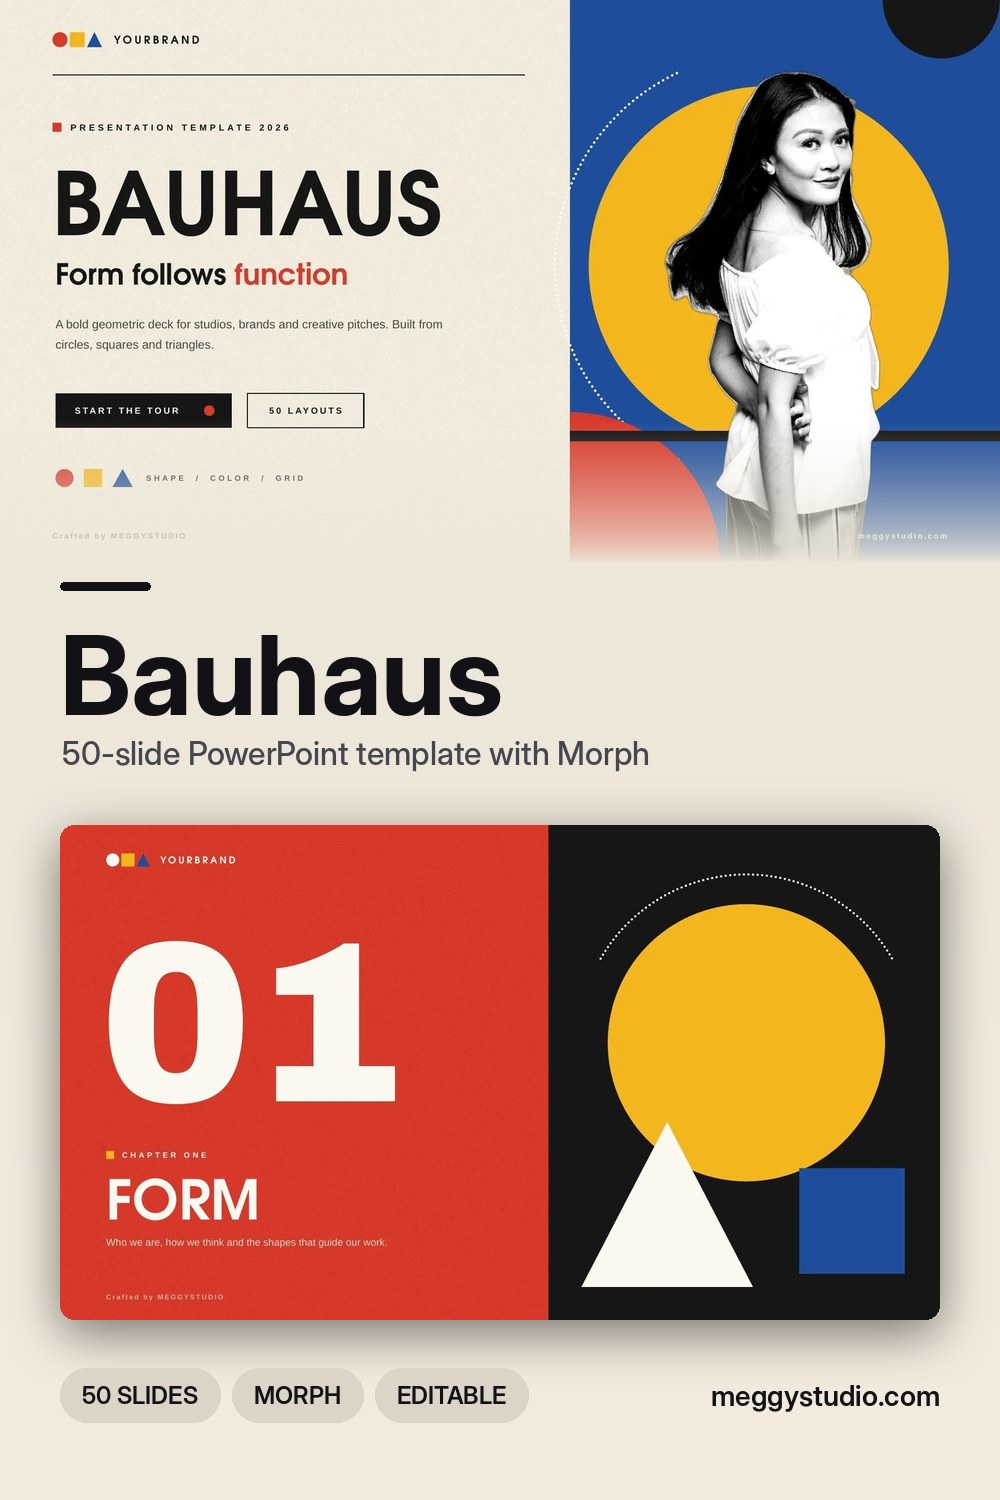 YOURBRAND
PRESENTATION TEMPLATE 2026
BAUHAUS
Form follows function
A bold geometric deck for studios, brands and creative pitches. Built from
circles, squares and triangles.
START THE TOUR
50 LAYOUTS
SHAPE / COLOR / GRID
Crafted by MEGGYSTUDIO
meggystudio.com
Bauhaus
50-slide PowerPoint template with Morph
YOURBRAND
01
CHAPTER ONE
FORM
Who we are, how we think and the shapes that guide our work.
Crafted by MEGGYSTUDIO
50 SLIDES
MORPH
EDITABLE
meggystudio.com